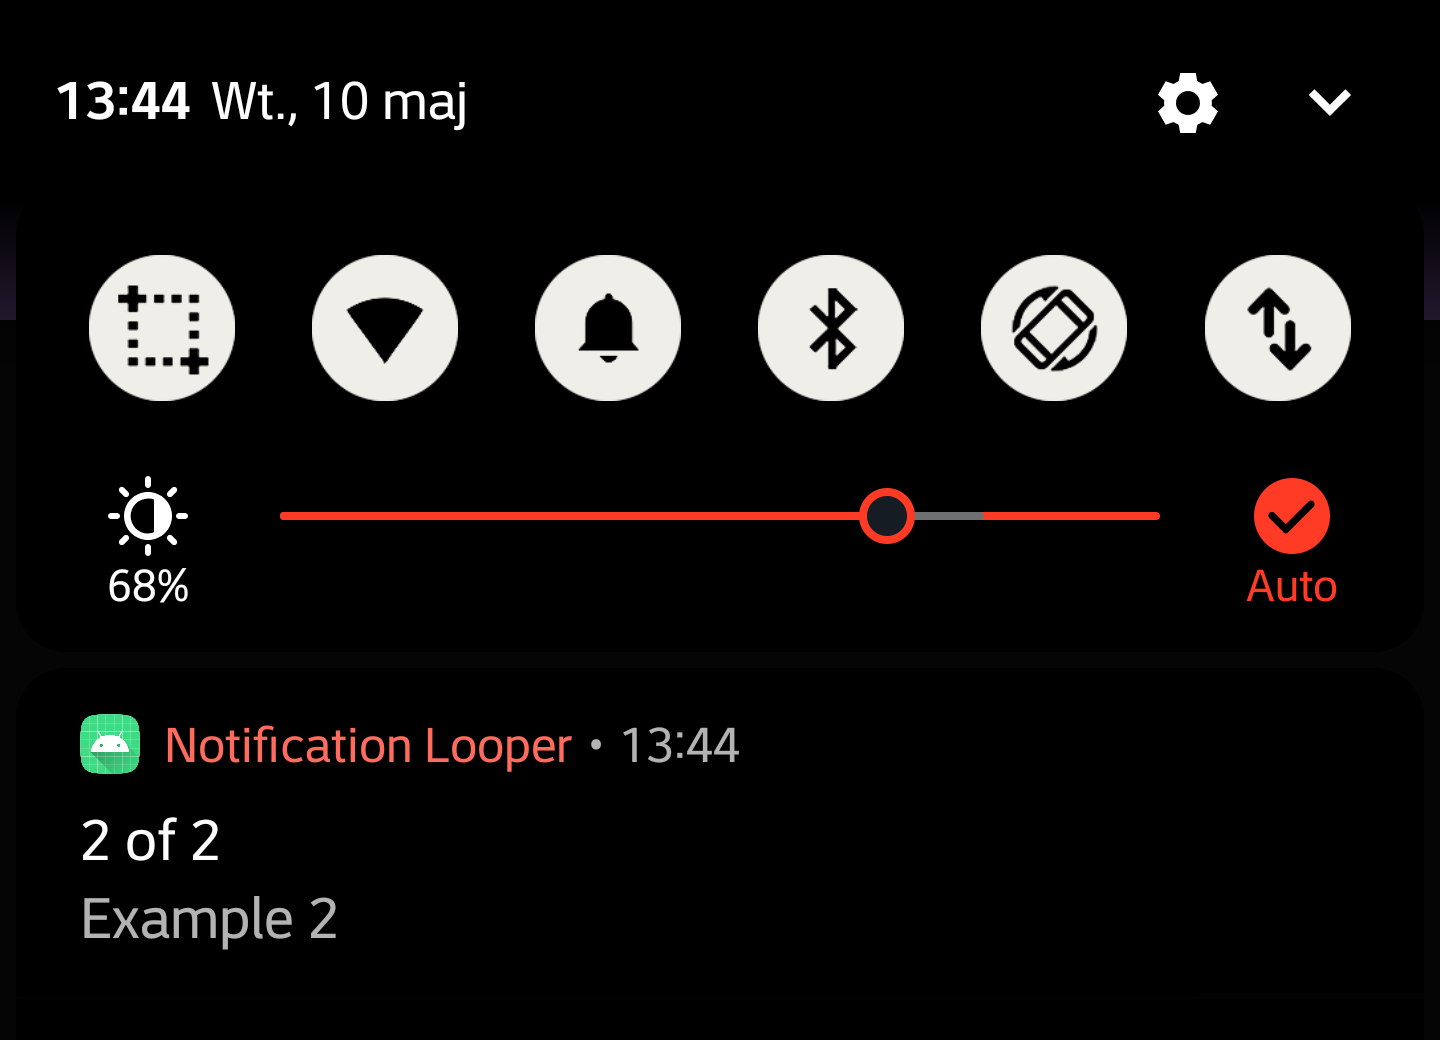 13:44 Wt., 10 maj
68%
Auto
Notification Looper • 13:44
2 of 2
Example 2